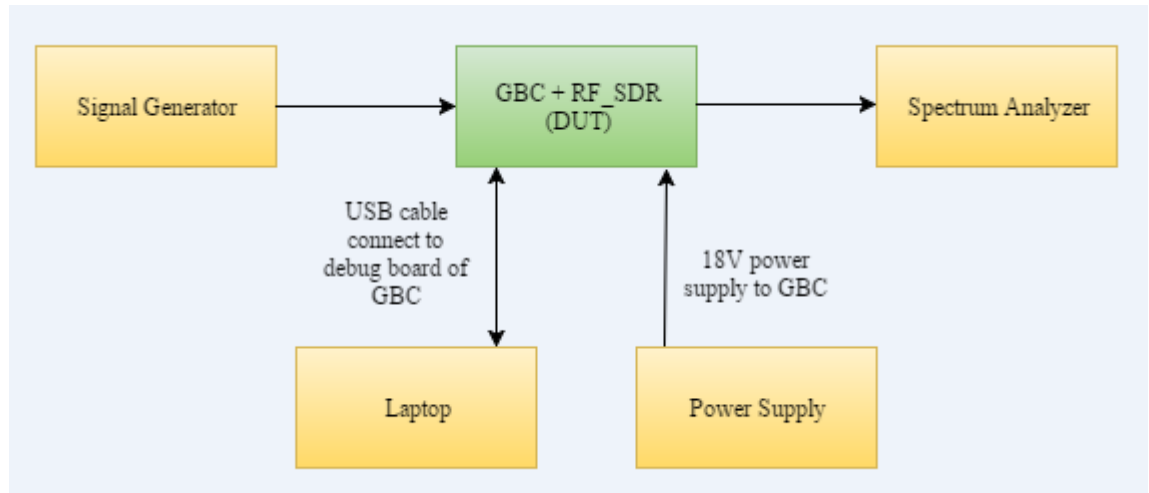 Signal Generator
GBC + RF_SDR
(DUT)
Spectrum Analyzer
USB cable
connect to
debug board of
GBC
18V power
supply to GBC
Laptop
Power Supply